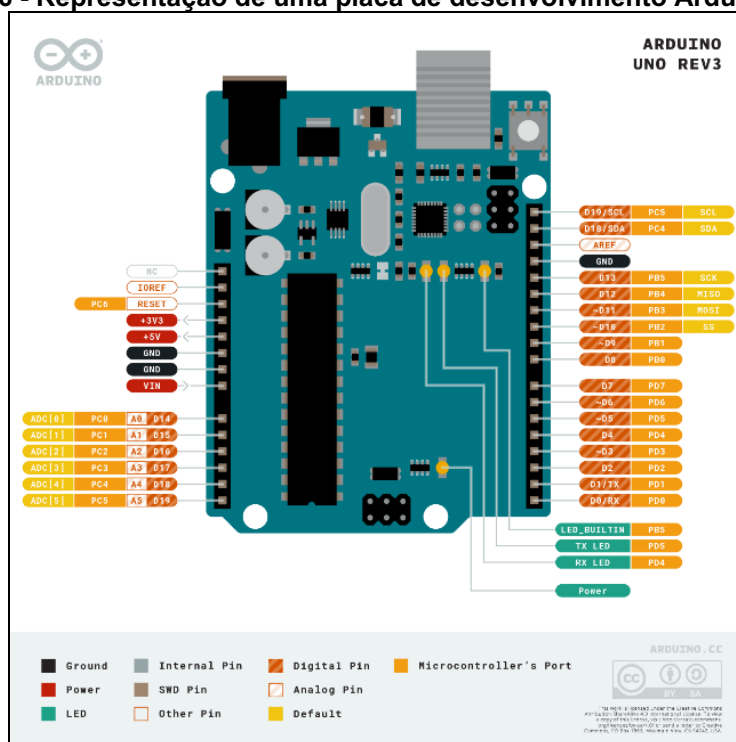 - Representação de uma placa de desenvolvimento Ardu
ARDUINO
ARDUINO
UNO REV3
D19/SCL PC5 SCL
D18/SDA PC4 SDA
AREF
GND
NC
IOREF
PC6 RESET
+3V3
+5V
GND
GND
VIN
D13 PB5 SCK
D12 PB4 MISO
~D11 PB3 MOSI
~D10 PB2 SS
~D9 PB1
D8 PB0
D7 PD7
~D6 PD6
~D5 PD5
D4 PD4
~D3 PD3
D2 PD2
D1/TX PD1
D0/RX PD0
ADC[0] PC0 A0 D14
ADC[1] PC1 A1 D15
ADC[2] PC2 A2 D16
ADC[3] PC3 A3 D17
ADC[4] PC4 A4 D18
ADC[5] PC5 A5 D19
LED_BUILTIN PB5
TX LED PD5
RX LED PD4
Power
Ground
Internal Pin
Digital Pin
Microcontroller's Port
Power
SWD Pin
Analog Pin
LED
Other Pin
Default
ARDUINO.CC
CC
BY SA